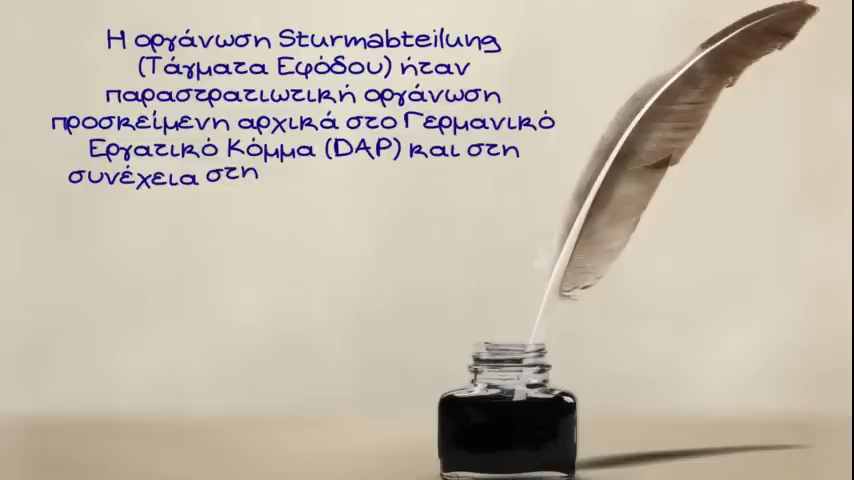 Η οργάνωση Sturmabteilung
(Τάγματα Εφόδου) ήταν
παραστρατιωτική οργάνωση
προσκείμενη αρχικά στο Γερμανικό
Εργατικό Κόμμα (DAP) και στη
συνέχεια στη